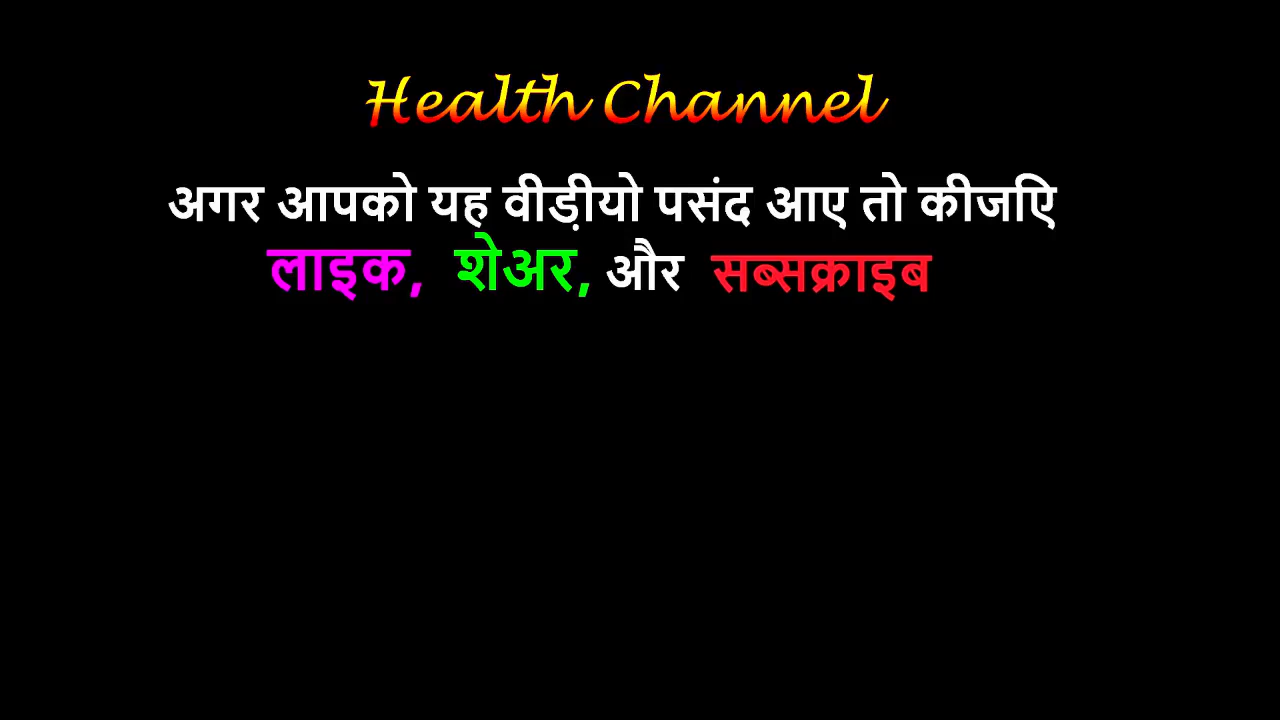 Health Channel
अगर आपको यह वीड़ीयो पसंद आए तो कीजिए
लाइक, शेअर, और सब्सक्राइब